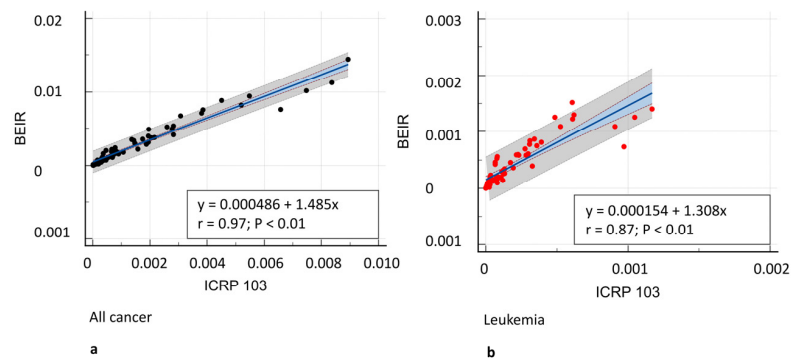 0.02
0.01
0
0.001
BEIR
y = 0.000486 + 1.485x
r = 0.97; P < 0.01
0 0.002 0.004 0.006 0.008 0.010
ICRP 103
All cancer
a
0.003
0.002
0.001
0
0.001
BEIR
y = 0.000154 + 1.308x
r = 0.87; P < 0.01
0 0.001 0.002
ICRP 103
Leukemia
b